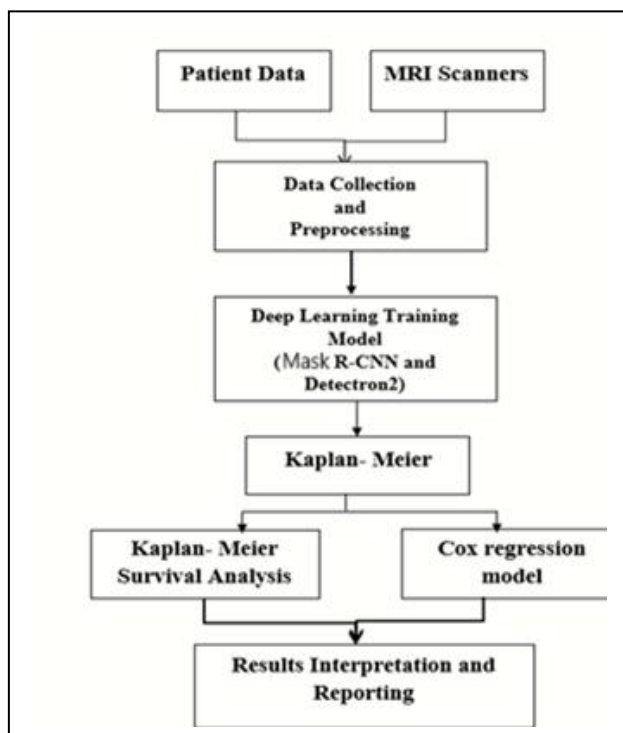 Patient Data
MRI Scanners
Data Collection
and
Preprocessing
Deep Learning Training
Model
(Mask R-CNN and
Detectron2)
Kaplan- Meier
Kaplan- Meier
Survival Analysis
Cox regression
model
Results Interpretation and
Reporting